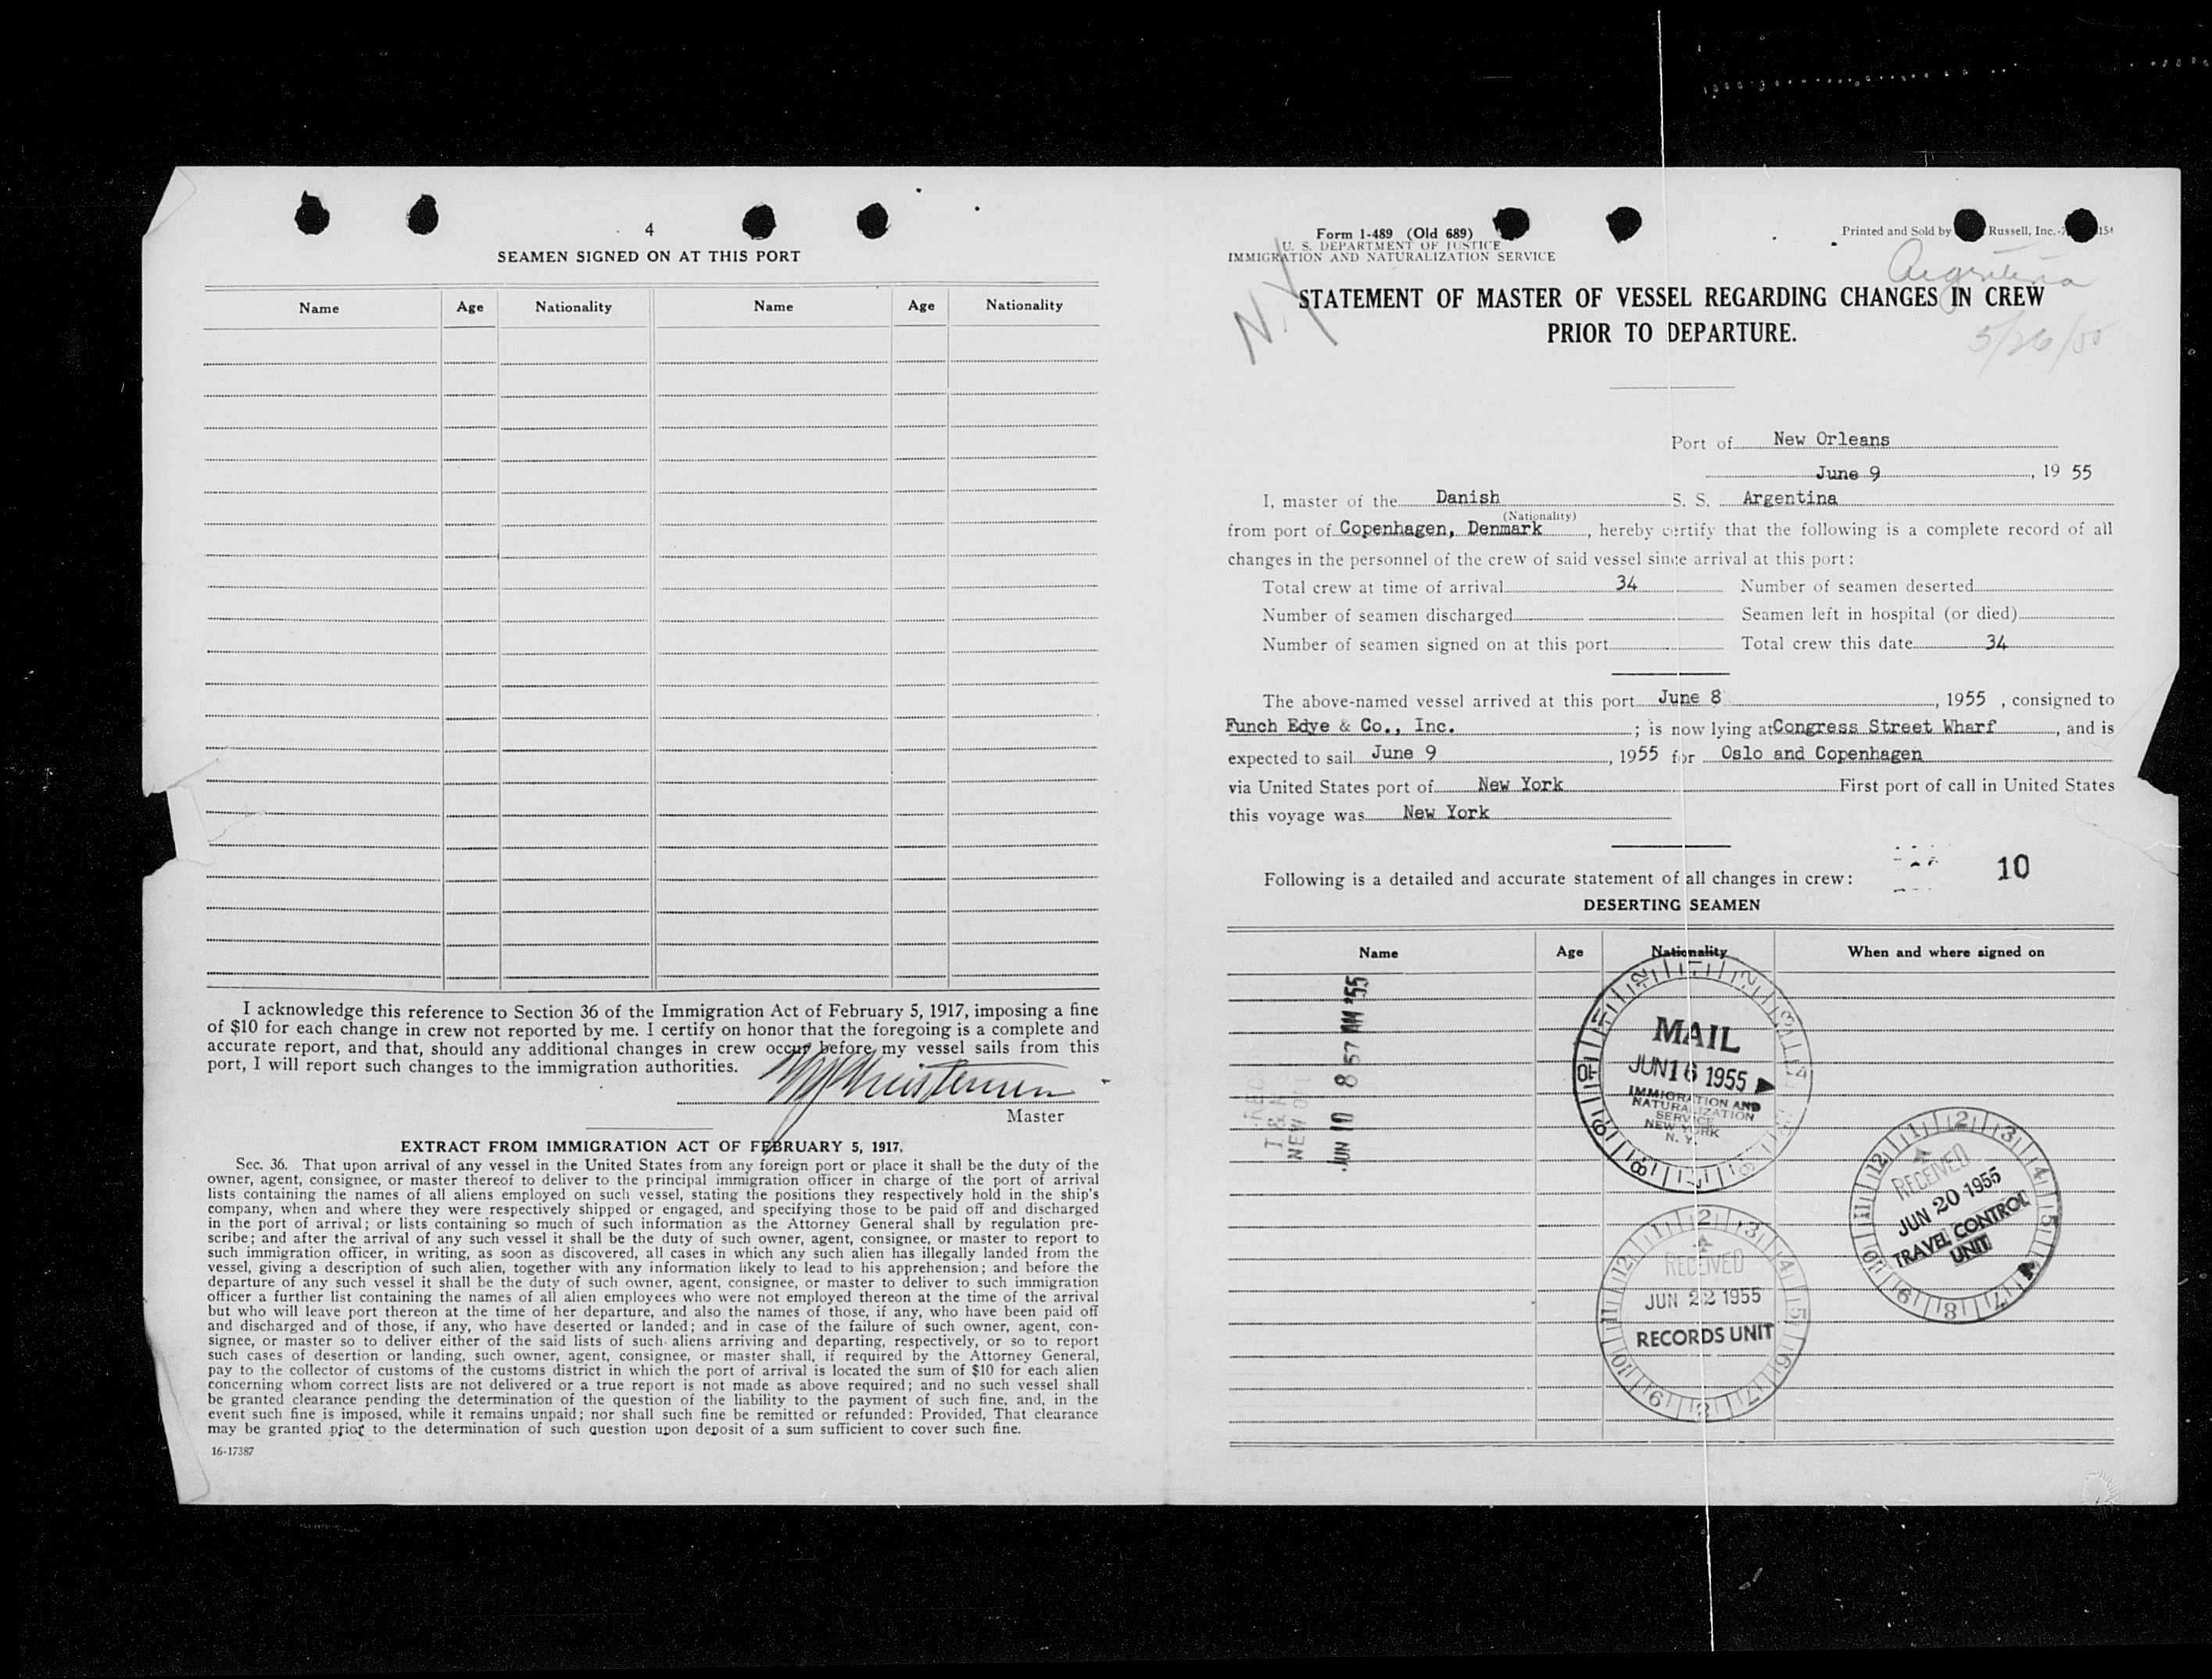 4
SEAMEN SIGNED ON AT THIS PORT
Name Age Nationality Name Age Nationality
I acknowledge this reference to Section 36 of the Immigration Act of February 5, 1917, imposing a fine
of $10 for each change in crew not reported by me. I certify on honor that the foregoing is a complete and
accurate report, and that, should any additional changes in crew occur before my vessel sails from this
port, I will report such changes to the immigration authorities.
Master
EXTRACT FROM IMMIGRATION ACT OF FEBRUARY 5, 1917.
Sec. 36. That upon arrival of any vessel in the United States from any foreign port or place it shall be the duty of the
owner, agent, consignee, or master thereof to deliver to the principal immigration officer in charge of the port of arrival
lists containing the names of all aliens employed on such vessel, stating the positions they respectively hold in the ship's
company, when and where they were respectively shipped or engaged, and specifying those to be paid off and discharged
in the port of arrival; or lists containing so much of such information as the Attorney General shall by regulation pre-
scribe; and after the arrival of any such vessel it shall be the duty of such owner, agent, consignee, or master to report to
such immigration officer, in writing, as soon as discovered, all cases in which any such alien has illegally landed from the
vessel, giving a description of such alien, together with any information likely to lead to his apprehension; and before the
departure of any such vessel it shall be the duty of such owner, agent, consignee, or master to deliver to such immigration
officer a further list containing the names of all alien employees who were not employed thereon at the time of the arrival
but who will leave port thereon at the time of her departure, and also the names of those, if any, who have been paid off
and discharged and of those, if any, who have deserted or landed; and in case of the failure of such owner, agent, con-
signee, or master so to deliver either of the said lists of such aliens arriving and departing, respectively, or so to report
such cases of desertion or landing, such owner, agent, consignee, or master shall, if required by the Attorney General,
pay to the collector of customs of the customs district in which the port of arrival is located the sum of $10 for each alien
concerning whom correct lists are not delivered or a true report is not made as above required; and no such vessel shall
be granted clearance pending the determination of the question of the liability to the payment of such fine, and, in the
event such fine is imposed, while it remains unpaid; nor shall such fine be remitted or refunded: Provided, That clearance
may be granted prior to the determination of such question upon deposit of a sum sufficient to cover such fine.
16-17387
Form 1-489 (Old 689)
U. S. DEPARTMENT OF JUSTICE
IMMIGRATION AND NATURALIZATION SERVICE
Printed and Sold by Russell, Inc.
Argentina
N.Y
STATEMENT OF MASTER OF VESSEL REGARDING CHANGES IN CREW
PRIOR TO DEPARTURE.
5/26/55
Port of New Orleans
June 9, 19 55
I, master of the Danish S. S. Argentina
(Nationality)
from port of Copenhagen, Denmark, hereby certify that the following is a complete record of all
changes in the personnel of the crew of said vessel since arrival at this port:
Total crew at time of arrival 34 Number of seamen deserted
Number of seamen discharged Seamen left in hospital (or died)
Number of seamen signed on at this port Total crew this date 34
The above-named vessel arrived at this port June 8, 1955, consigned to
Funch Edye & Co., Inc.; is now lying at Congress Street Wharf, and is
expected to sail June 9, 1955 for Oslo and Copenhagen
via United States port of New York First port of call in United States
this voyage was New York
10
Following is a detailed and accurate statement of all changes in crew:
DESERTING SEAMEN
Name Age Nationality When and where signed on
JUN 10 8 57 AM '55
MAIL
JUN 16 1955
IMMIGRATION AND
NATURALIZATION
SERVICE
NEW YORK
N. Y.
RECEIVED
JUN 20 1955
TRAVEL CONTROL
UNIT
RECEIVED
JUN 22 1955
RECORDS UNIT